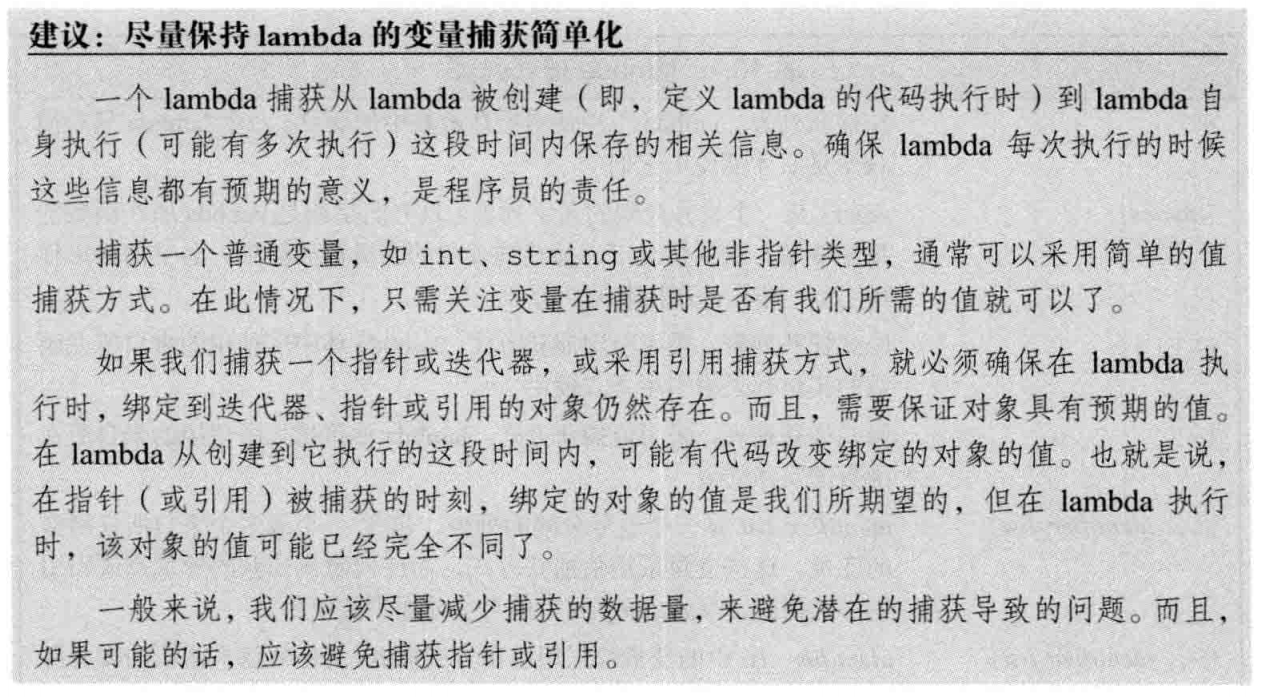 建议：尽量保持 lambda 的变量捕获简单化
一个 lambda 捕获从 lambda 被创建（即，定义 lambda 的代码执行时）到 lambda 自
身执行（可能有多次执行）这段时间内保存的相关信息。确保 lambda 每次执行的时候
这些信息都有预期的意义，是程序员的责任。
捕获一个普通变量，如 int、string 或其他非指针类型，通常可以采用简单的值
捕获方式。在此情况下，只需关注变量在捕获时是否有我们所需的值就可以了。
如果我们捕获一个指针或迭代器，或采用引用捕获方式，就必须确保在 lambda 执
行时，绑定到迭代器、指针或引用的对象仍然存在。而且，需要保证对象具有预期的值。
在 lambda 从创建到它执行的这段时间内，可能有代码改变绑定的对象的值。也就是说，
在指针（或引用）被捕获的时刻，绑定的对象的值是我们所期望的，但在 lambda 执行
时，该对象的值可能已经完全不同了。
一般来说，我们应该尽量减少捕获的数据量，来避免潜在的捕获导致的问题。而且，
如果可能的话，应该避免捕获指针或引用。